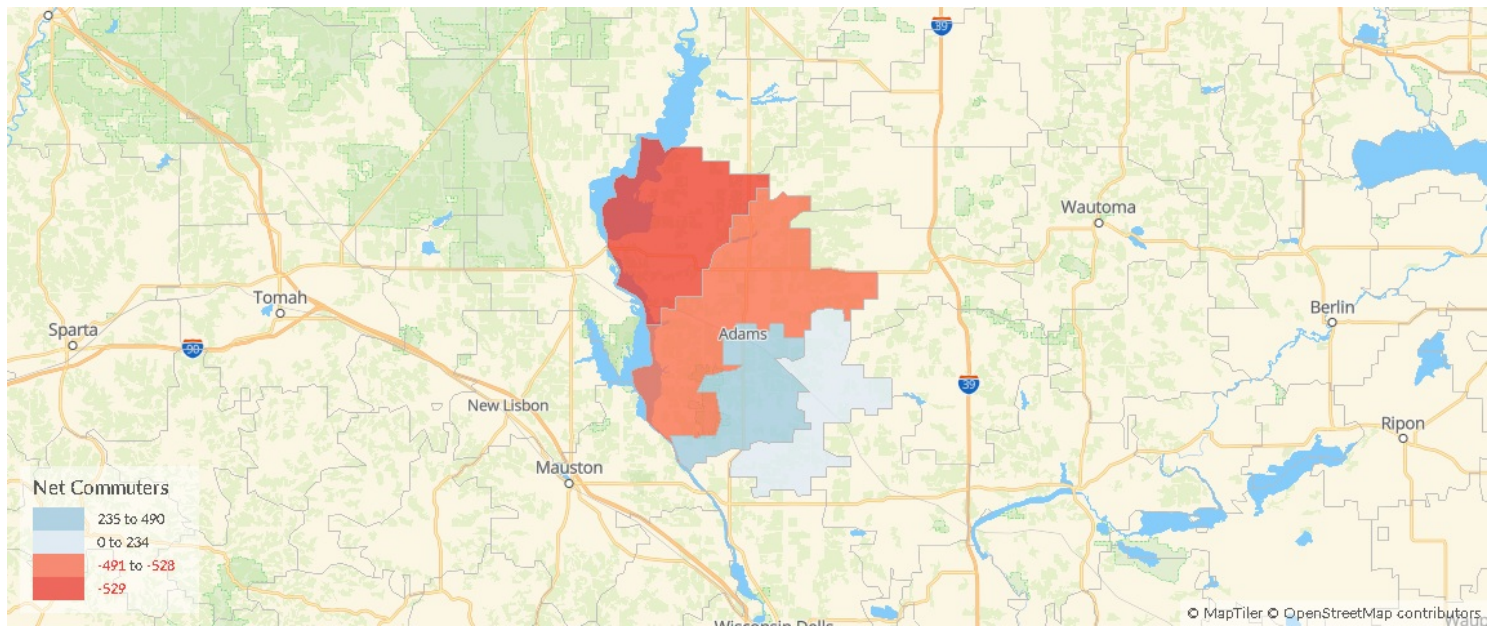 39
Wautoma
Tomah
Sparta
90
Adams
Berlin
39
New Lisbon
Ripon
Mauston
Net Commuters
235 to 490
0 to 234
-491 to -528
-529
© MapTiler © OpenStreetMap contributors
Wisconsin Dells